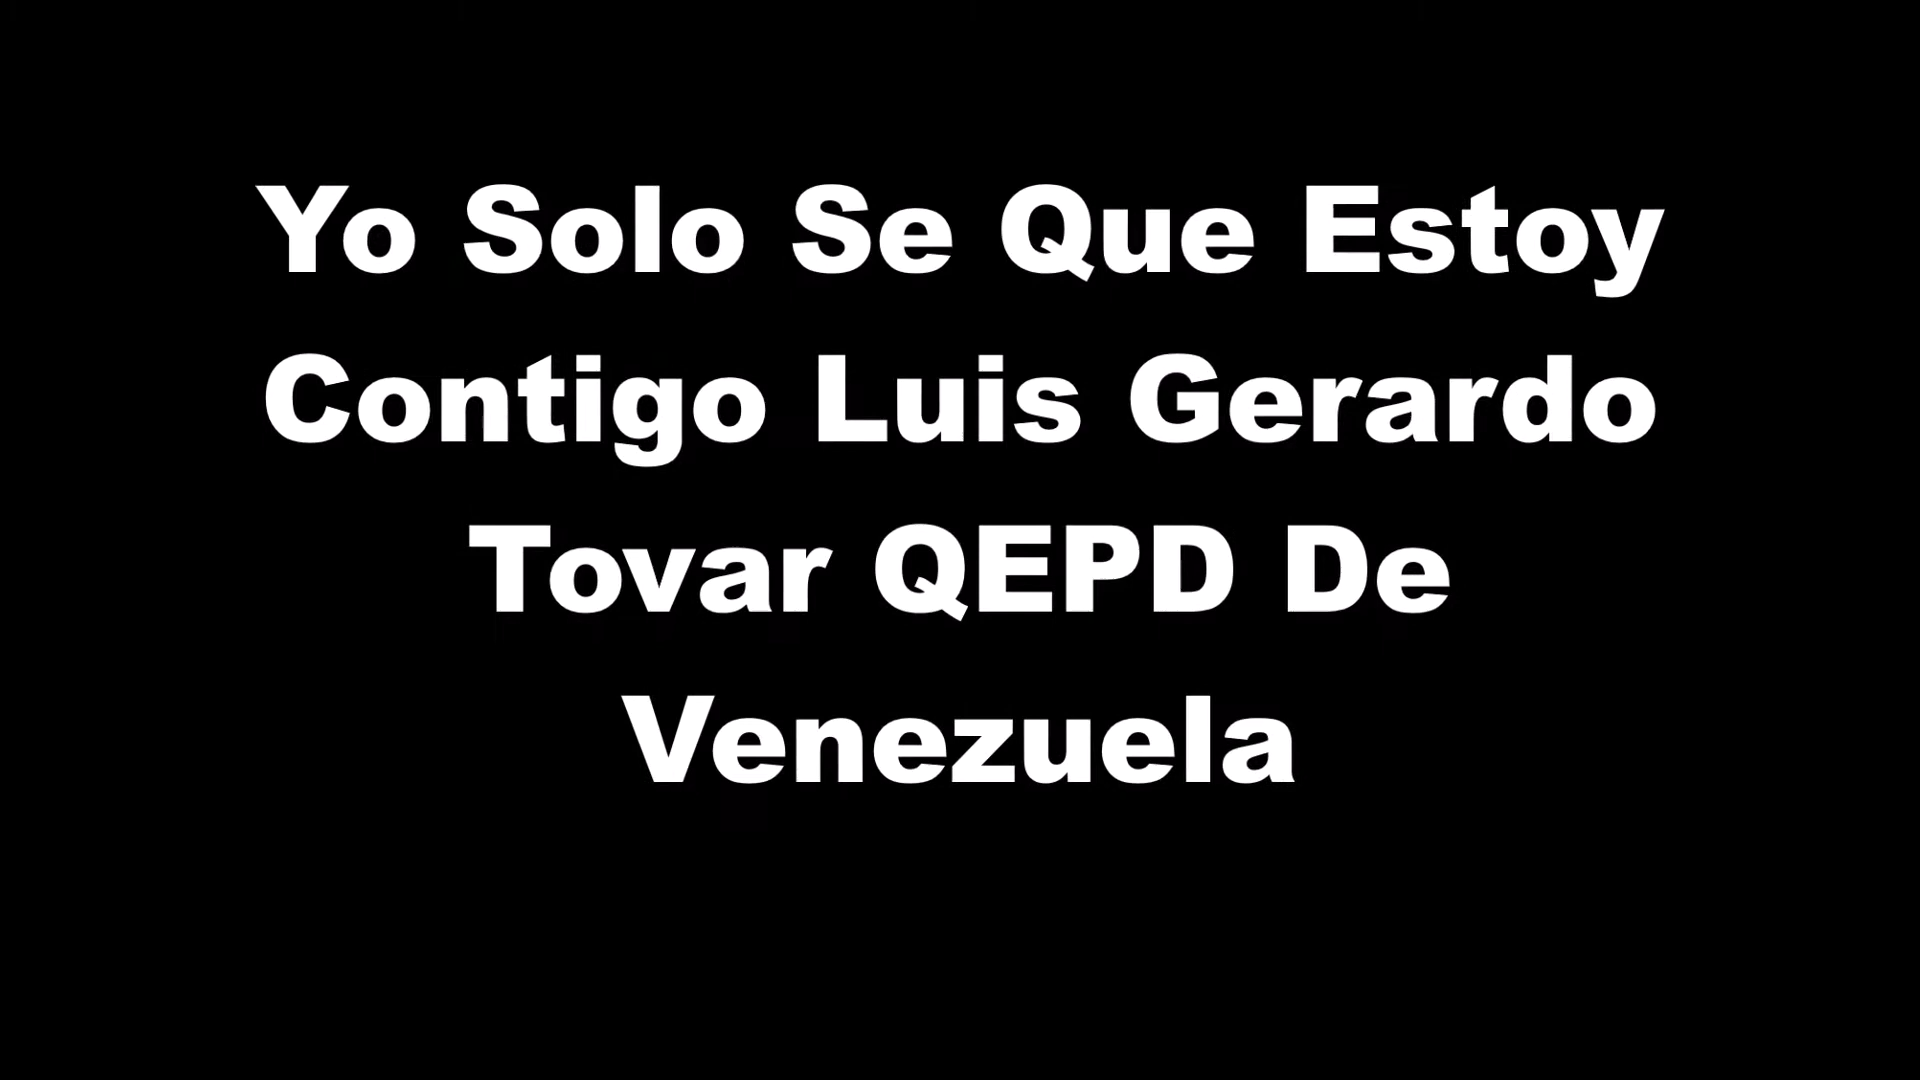 Yo Solo Se Que Estoy
Contigo Luis Gerardo
Tovar QEPD De
Venezuela